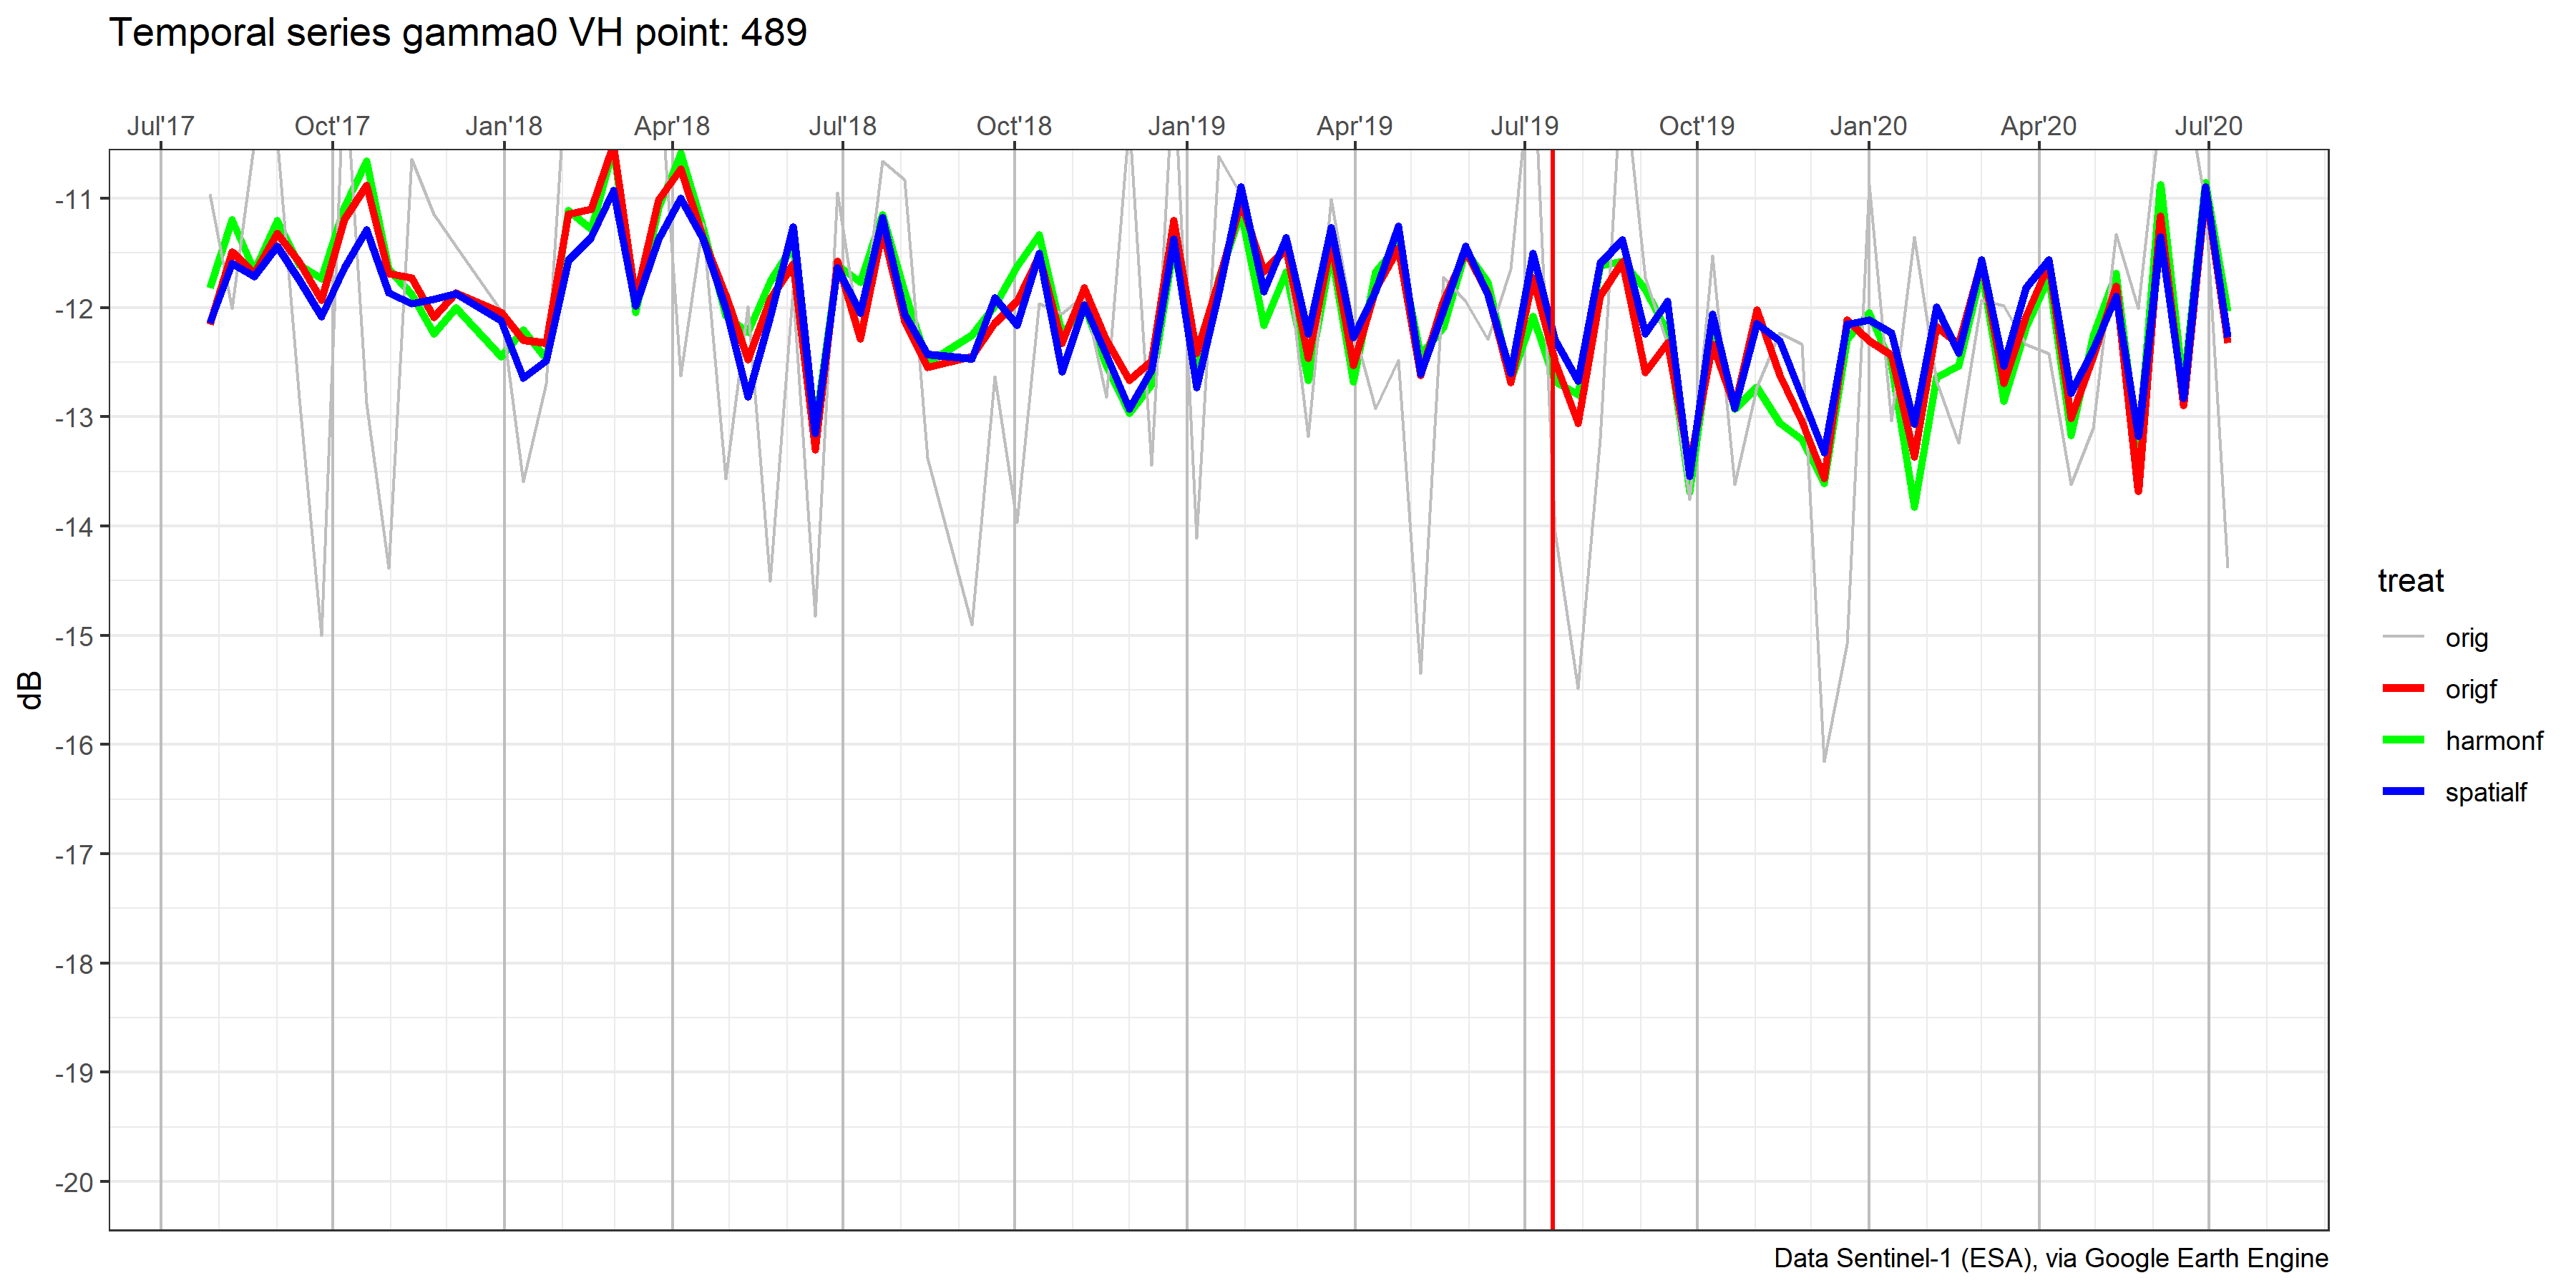 Temporal series gamma0 VH point: 489
Jul'17 Oct'17 Jan'18 Apr'18 Jul'18 Oct'18 Jan'19 Apr'19 Jul'19 Oct'19 Jan'20 Apr'20 Jul'20
-11
-12
-13
-14
-15
-16
-17
-18
-19
-20
dB
treat
orig
origf
harmonf
spatialf
Data Sentinel-1 (ESA), via Google Earth Engine